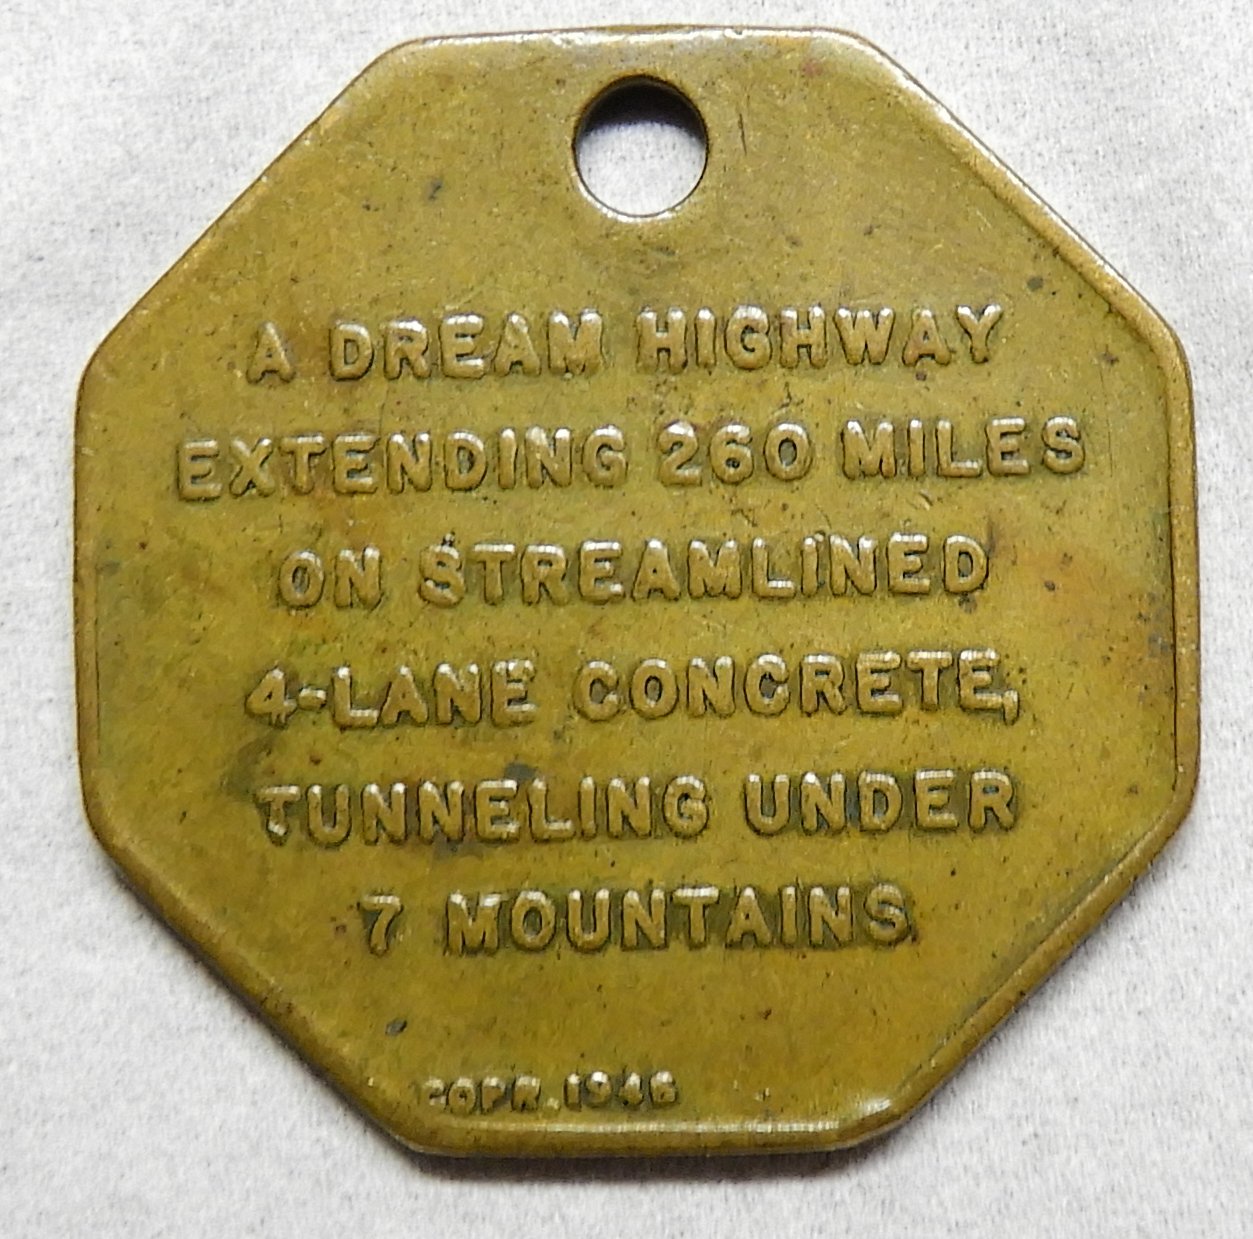 A DREAM HIGHWAY
EXTENDING 260 MILES
ON STREAMLINED
4-LANE CONCRETE,
TUNNELING UNDER
7 MOUNTAINS
COPR. 1946